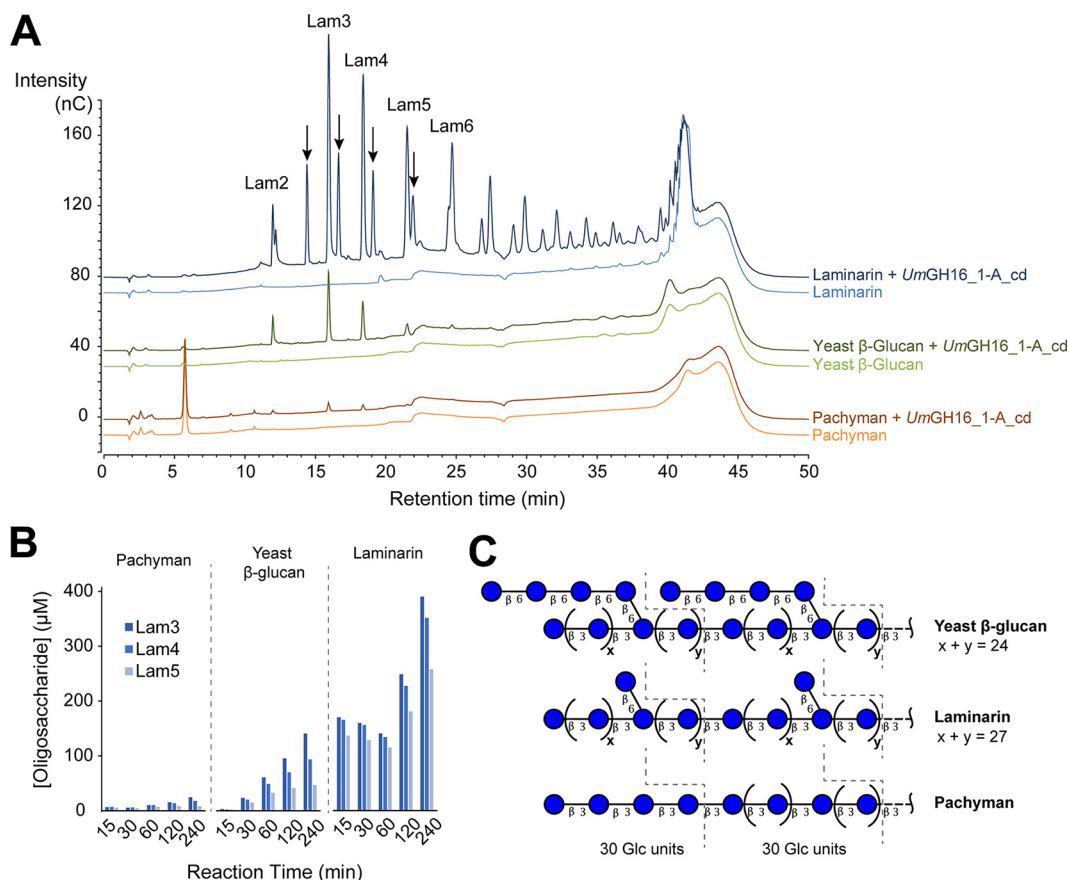 A
Intensity
(nC)
160
120
80
40
0
Lam2
Lam3
Lam4
Lam5
Lam6
Laminarin + UmGH16_1-A_cd
Laminarin
Yeast β-Glucan + UmGH16_1-A_cd
Yeast β-Glucan
Pachyman + UmGH16_1-A_cd
Pachyman
0 5 10 15 20 25 30 35 40 45 50
Retention time (min)
B
Pachyman
Yeast
β-glucan
Laminarin
[Oligosaccharide] (µM)
400
300
200
100
0
Lam3
Lam4
Lam5
15 30 60 120 240 15 30 60 120 240 15 30 60 120 240
Reaction Time (min)
C
β 6 β 6 β 6 β 6 β 6 β 6
β 6 β 6
β 3 β 3 β 3 β 3 β 3 β 3 β 3 β 3
x y x y
Yeast β-glucan
x + y = 24
β 6 β 6
β 3 β 3 β 3 β 3 β 3 β 3 β 3 β 3
x y x y
Laminarin
x + y = 27
β 3 β 3 β 3 β 3 β 3 β 3 β 3 β 3
Pachyman
30 Glc units 30 Glc units